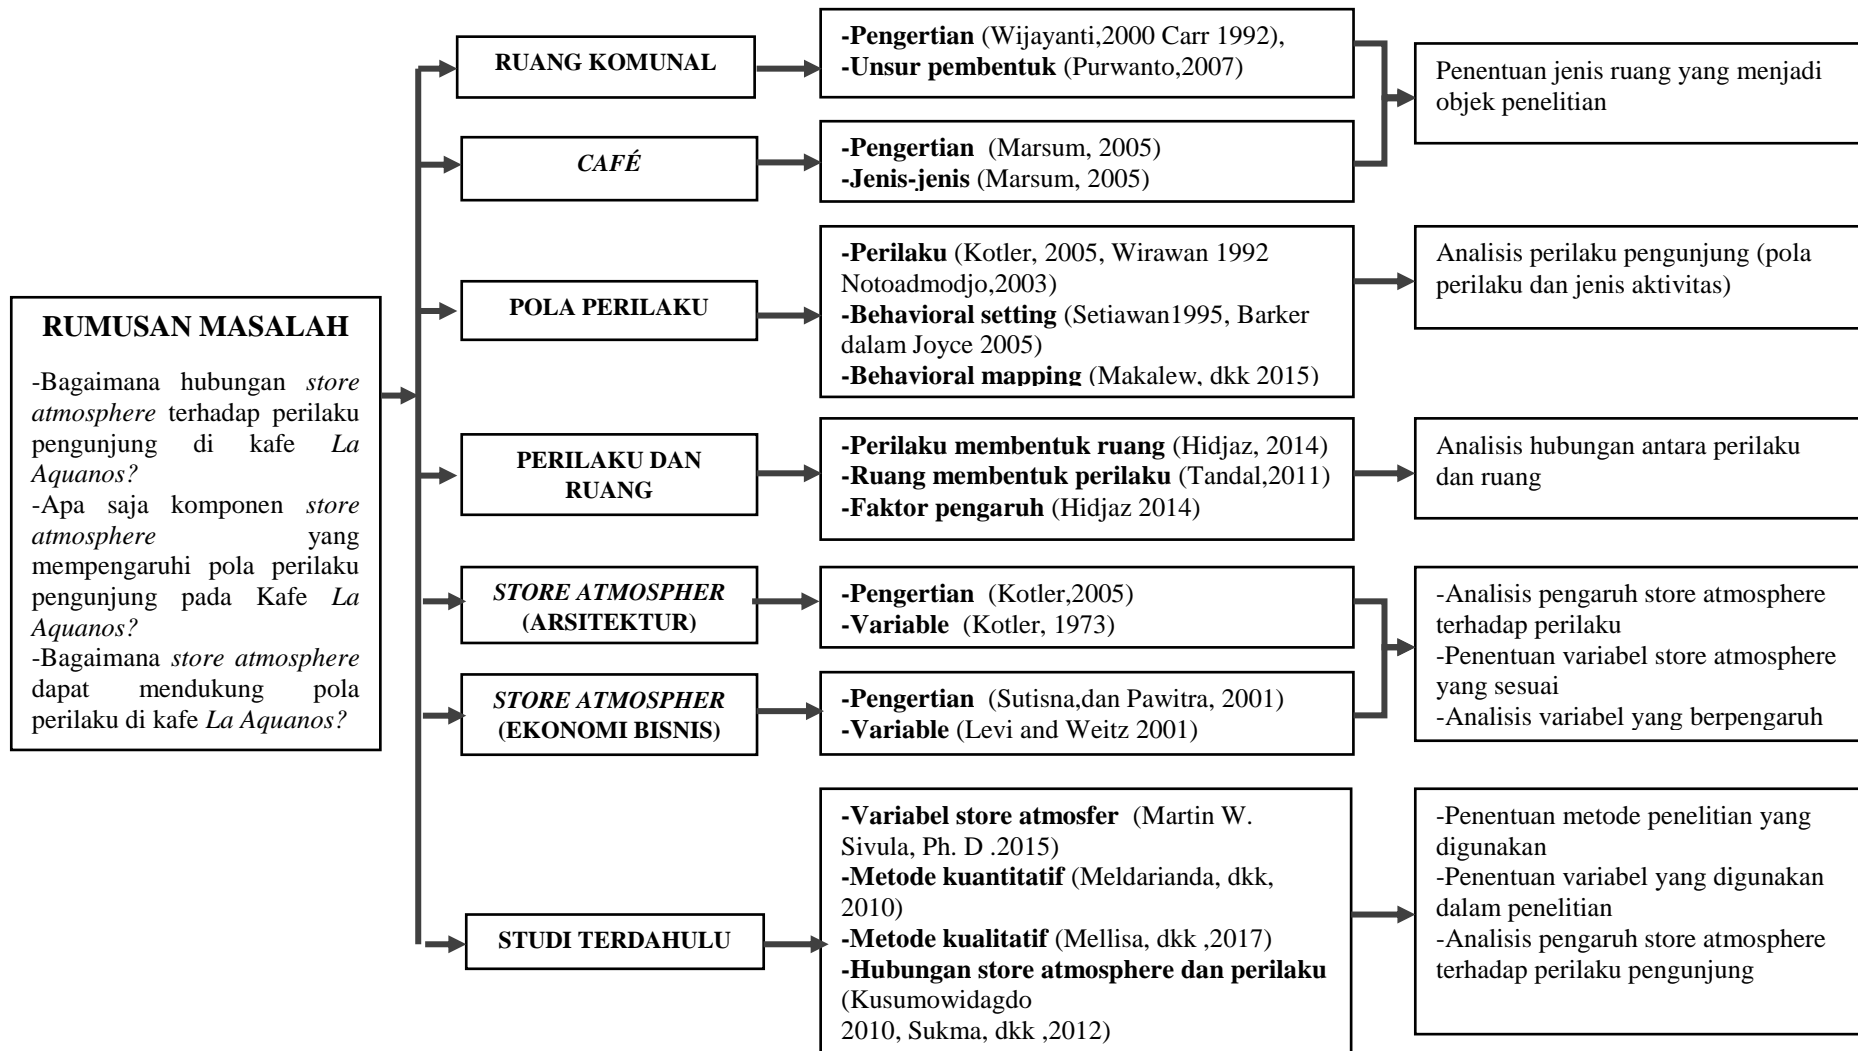 RUMUSAN MASALAH
-Bagaimana hubungan store
atmosphere terhadap perilaku
pengunjung di kafe La
Aquanos?
-Apa saja komponen store
atmosphere yang
mempengaruhi pola perilaku
pengunjung pada Kafe La
Aquanos?
-Bagaimana store atmosphere
dapat mendukung pola
perilaku di kafe La Aquanos?
RUANG KOMUNAL
-Pengertian (Wijayanti,2000 Carr 1992),
-Unsur pembentuk (Purwanto,2007)
CAFÉ
-Pengertian (Marsum, 2005)
-Jenis-jenis (Marsum, 2005)
Penentuan jenis ruang yang menjadi
objek penelitian
POLA PERILAKU
-Perilaku (Kotler, 2005, Wirawan 1992
Notoadmodjo,2003)
-Behavioral setting (Setiawan1995, Barker
dalam Joyce 2005)
-Behavioral mapping (Makalew, dkk 2015)
Analisis perilaku pengunjung (pola
perilaku dan jenis aktivitas)
PERILAKU DAN
RUANG
-Perilaku membentuk ruang (Hidjaz, 2014)
-Ruang membentuk perilaku (Tandal,2011)
-Faktor pengaruh (Hidjaz 2014)
Analisis hubungan antara perilaku
dan ruang
STORE ATMOSPHER
(ARSITEKTUR)
-Pengertian (Kotler,2005)
-Variable (Kotler, 1973)
STORE ATMOSPHER
(EKONOMI BISNIS)
-Pengertian (Sutisna,dan Pawitra, 2001)
-Variable (Levi and Weitz 2001)
-Analisis pengaruh store atmosphere
terhadap perilaku
-Penentuan variabel store atmosphere
yang sesuai
-Analisis variabel yang berpengaruh
STUDI TERDAHULU
-Variabel store atmosfer (Martin W.
Sivula, Ph. D .2015)
-Metode kuantitatif (Meldarianda, dkk,
2010)
-Metode kualitatif (Mellisa, dkk ,2017)
-Hubungan store atmosphere dan perilaku
(Kusumowidagdo
2010, Sukma, dkk ,2012)
-Penentuan metode penelitian yang
digunakan
-Penentuan variabel yang digunakan
dalam penelitian
-Analisis pengaruh store atmosphere
terhadap perilaku pengunjung